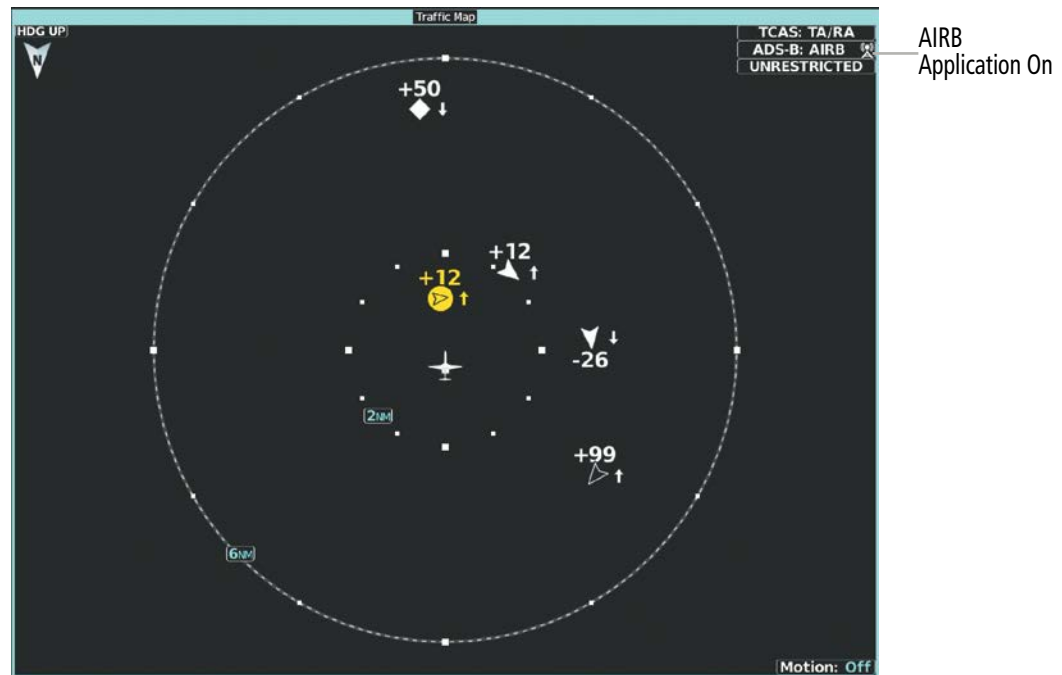 Traffic Map
HDG UP
N
TCAS: TA/RA
ADS-B: AIRB
UNRESTRICTED
AIRB
Application On
+50
+12
+12
-26
2NM
+99
6NM
Motion: Off